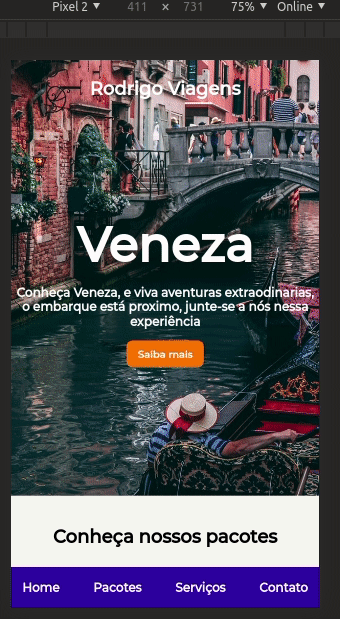 Pixel 2 ▼ 411 × 731 75% ▼ Online ▼
Rodrigo Viagens
Veneza
Conheça Veneza, e viva aventuras extraodinarias,
o embarque está proximo, junte-se a nós nessa
experiência
Saiba mais
Conheça nossos pacotes
Home Pacotes Serviços Contato